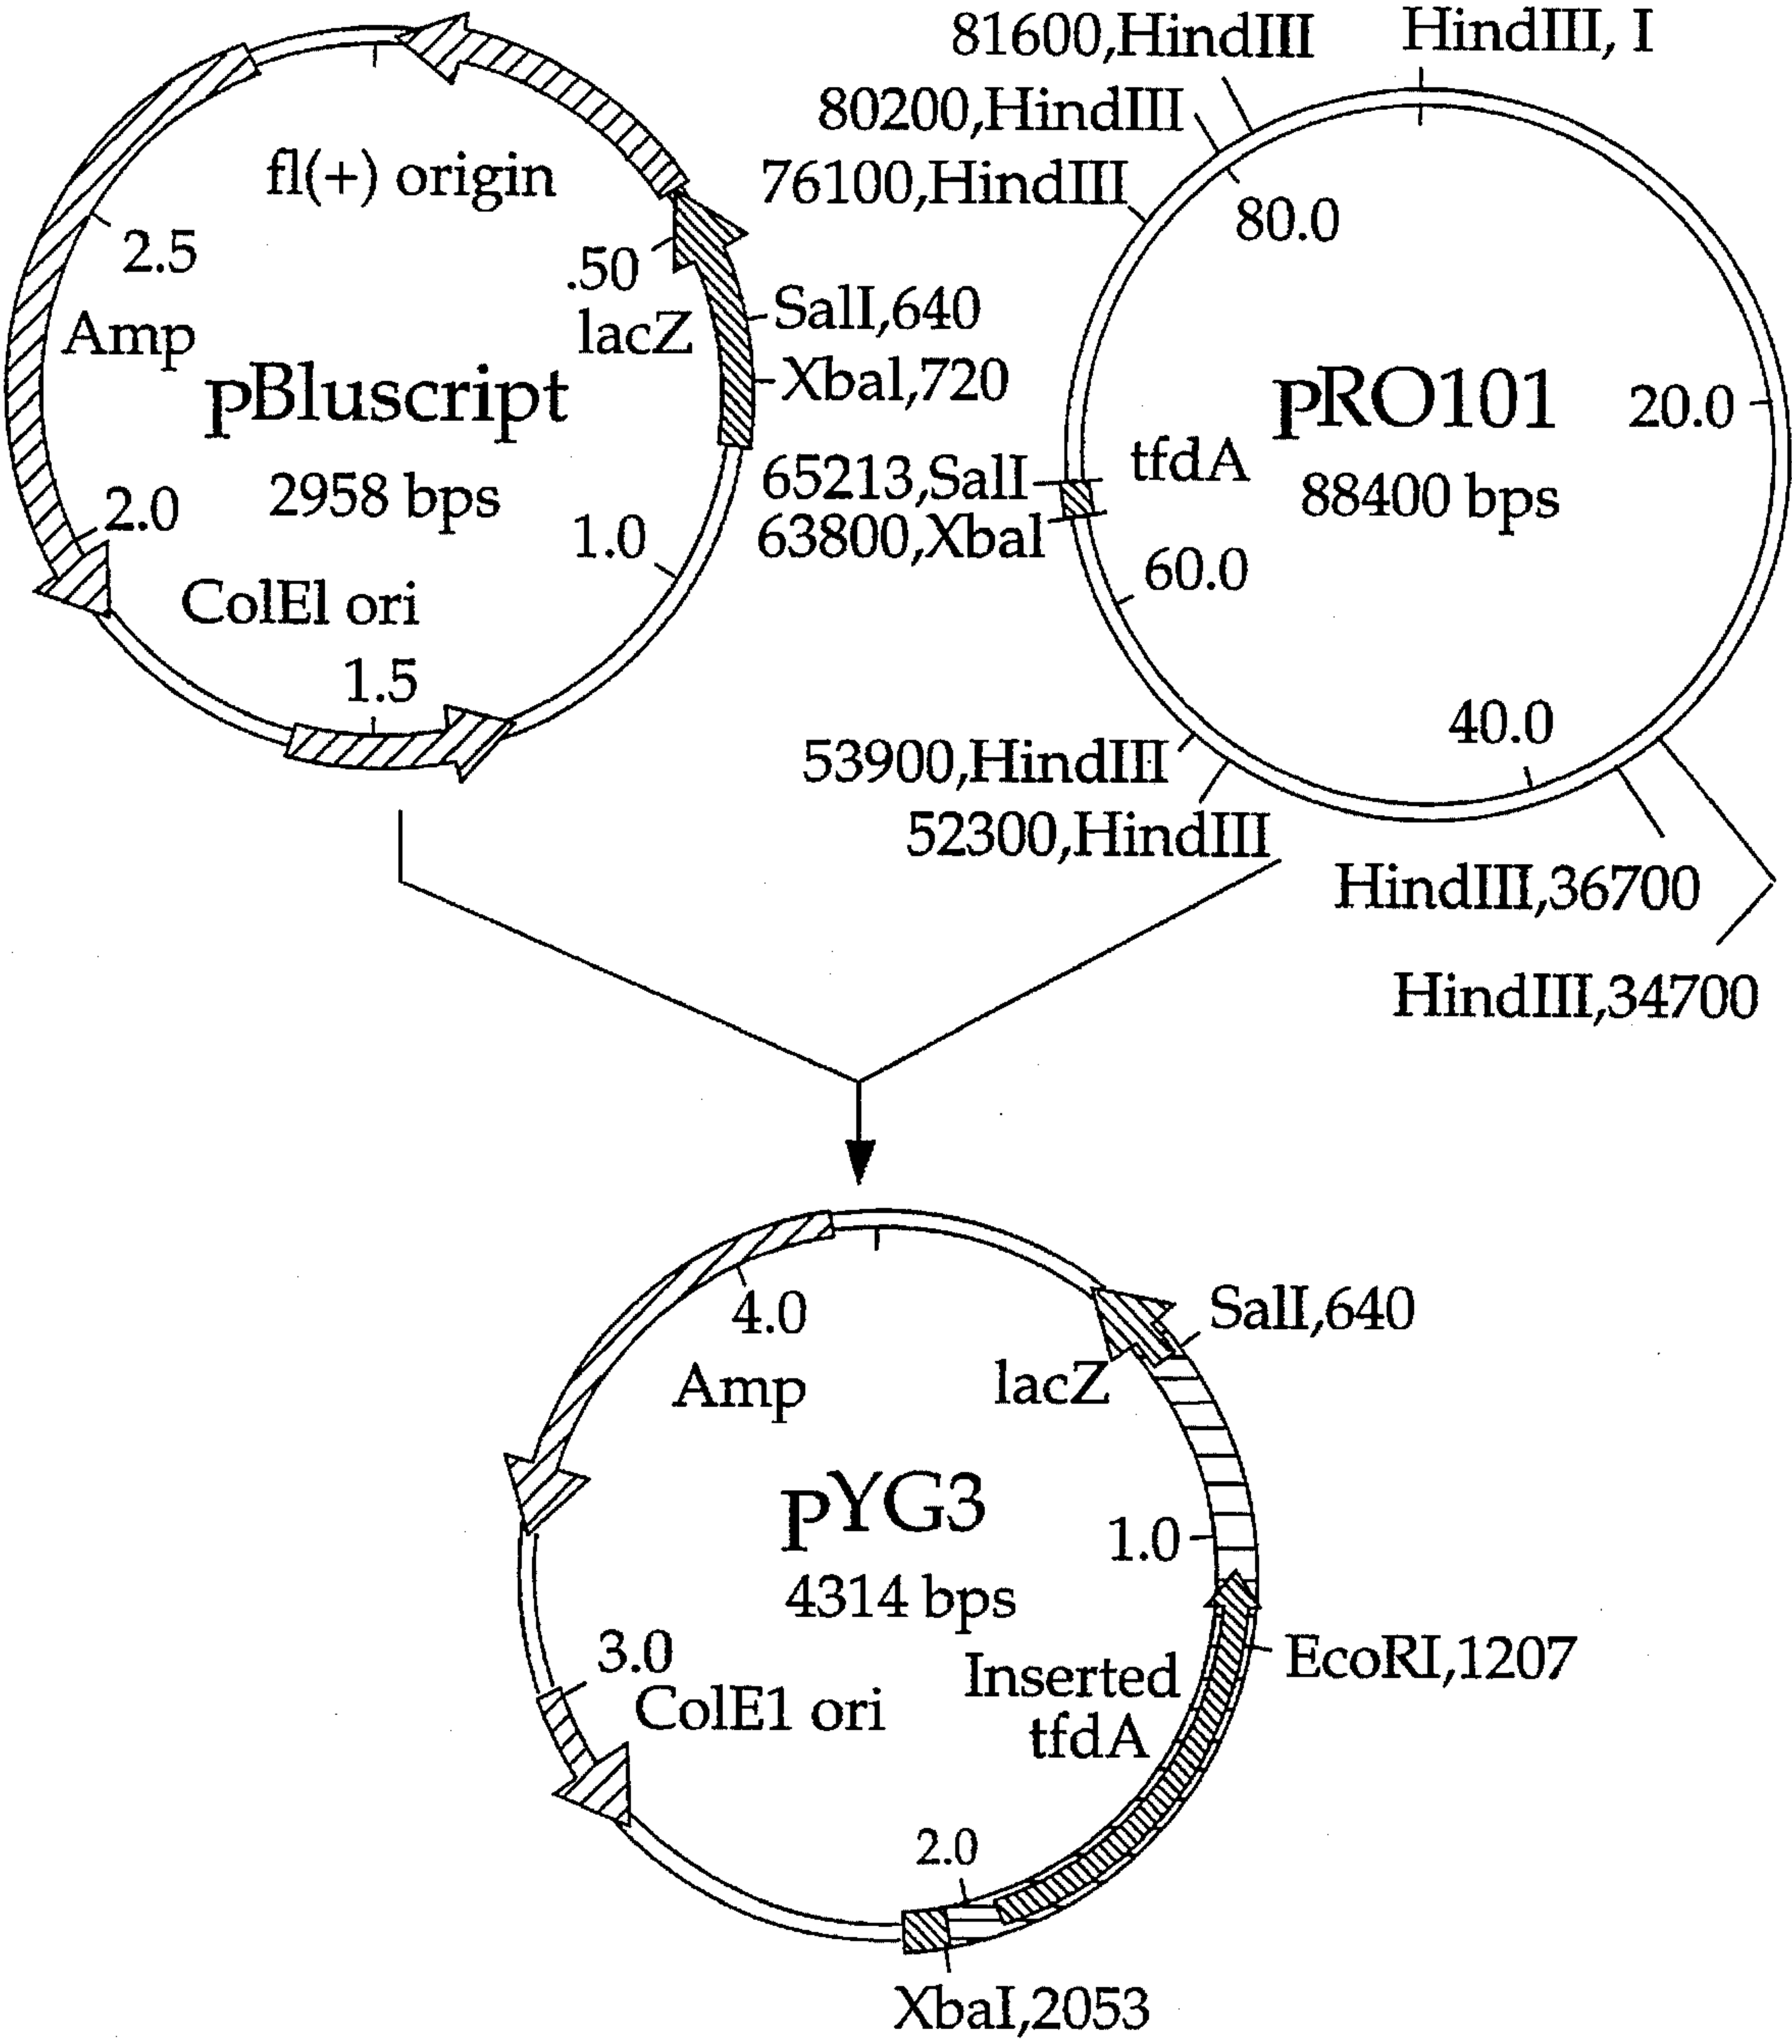 fl(+) origin
2.5
.50
Amp
lacZ
SalI,640
XbaI,720
pBluscript
2958 bps
2.0
1.0
ColEl ori
1.5
81600,HindIII
HindIII, I
80200,HindIII
76100,HindIII
80.0
pRO101
20.0
88400 bps
tfdA
65213,SalI
63800,XbaI
60.0
40.0
53900,HindIII
52300,HindIII
HindIII,36700
HindIII,34700
4.0
SalI,640
Amp
lacZ
pYG3
1.0
4314 bps
3.0
EcoRI,1207
ColE1 ori
Inserted
tfdA
2.0
XbaI,2053